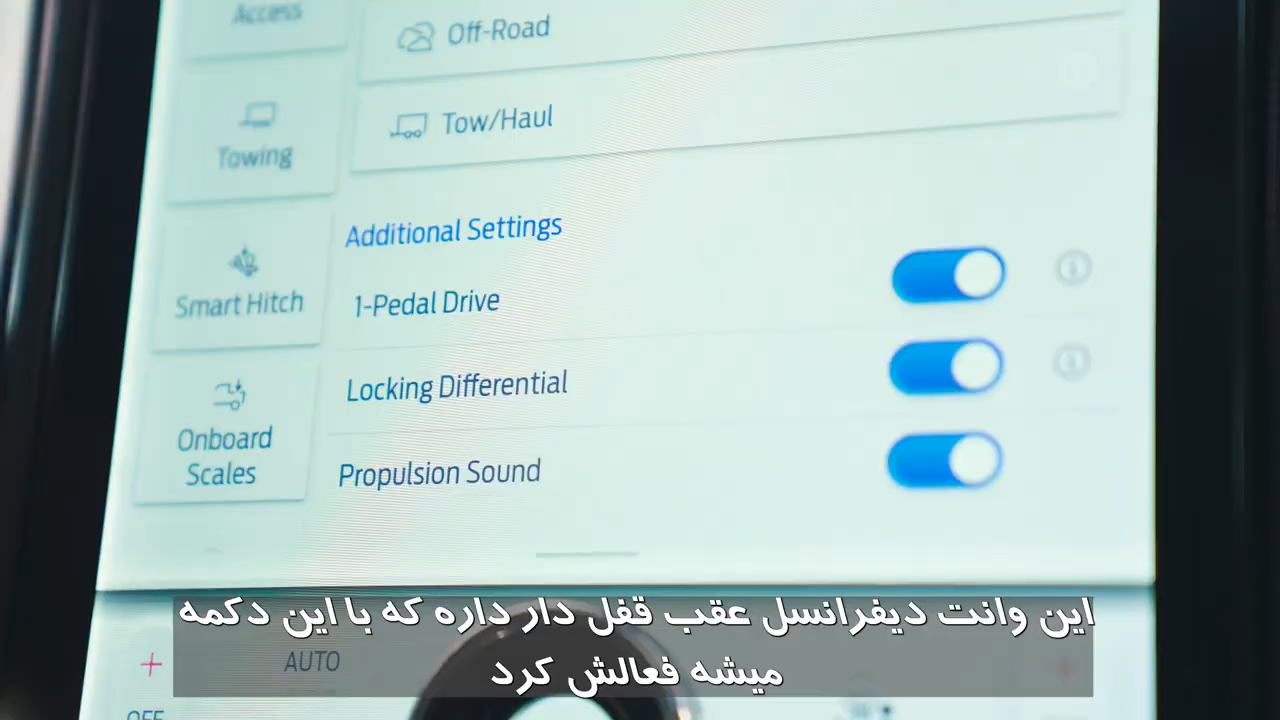 Access
Off-Road
Towing
Tow/Haul
Smart Hitch
Additional Settings
1-Pedal Drive
Locking Differential
Onboard
Scales
Propulsion Sound
این وانت دیفرانسل عقب قفل دار داره که با این دکمه
میشه فعالش کرد
AUTO
OFF